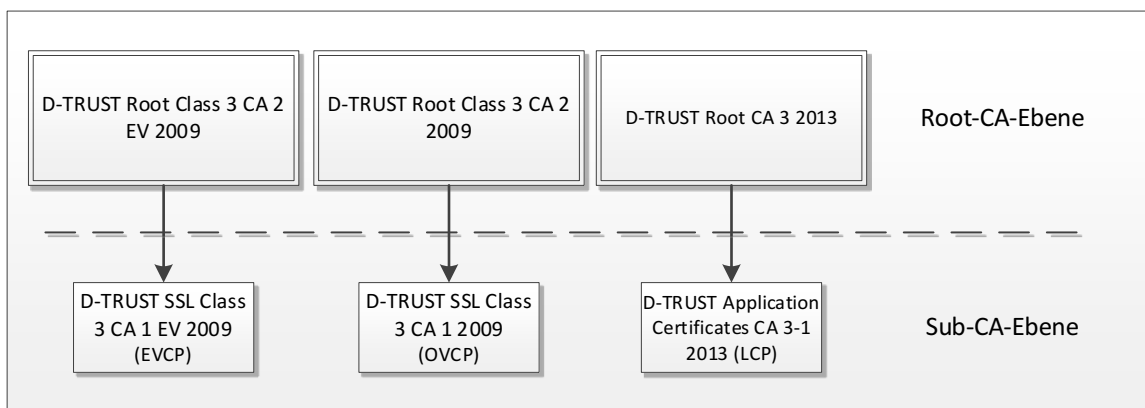 D-TRUST Root Class 3 CA 2
EV 2009
D-TRUST Root Class 3 CA 2
2009
D-TRUST Root CA 3 2013
Root-CA-Ebene
D-TRUST SSL Class
3 CA 1 EV 2009
(EVCP)
D-TRUST SSL Class
3 CA 1 2009
(OVCP)
D-TRUST Application
Certificates CA 3-1
2013 (LCP)
Sub-CA-Ebene